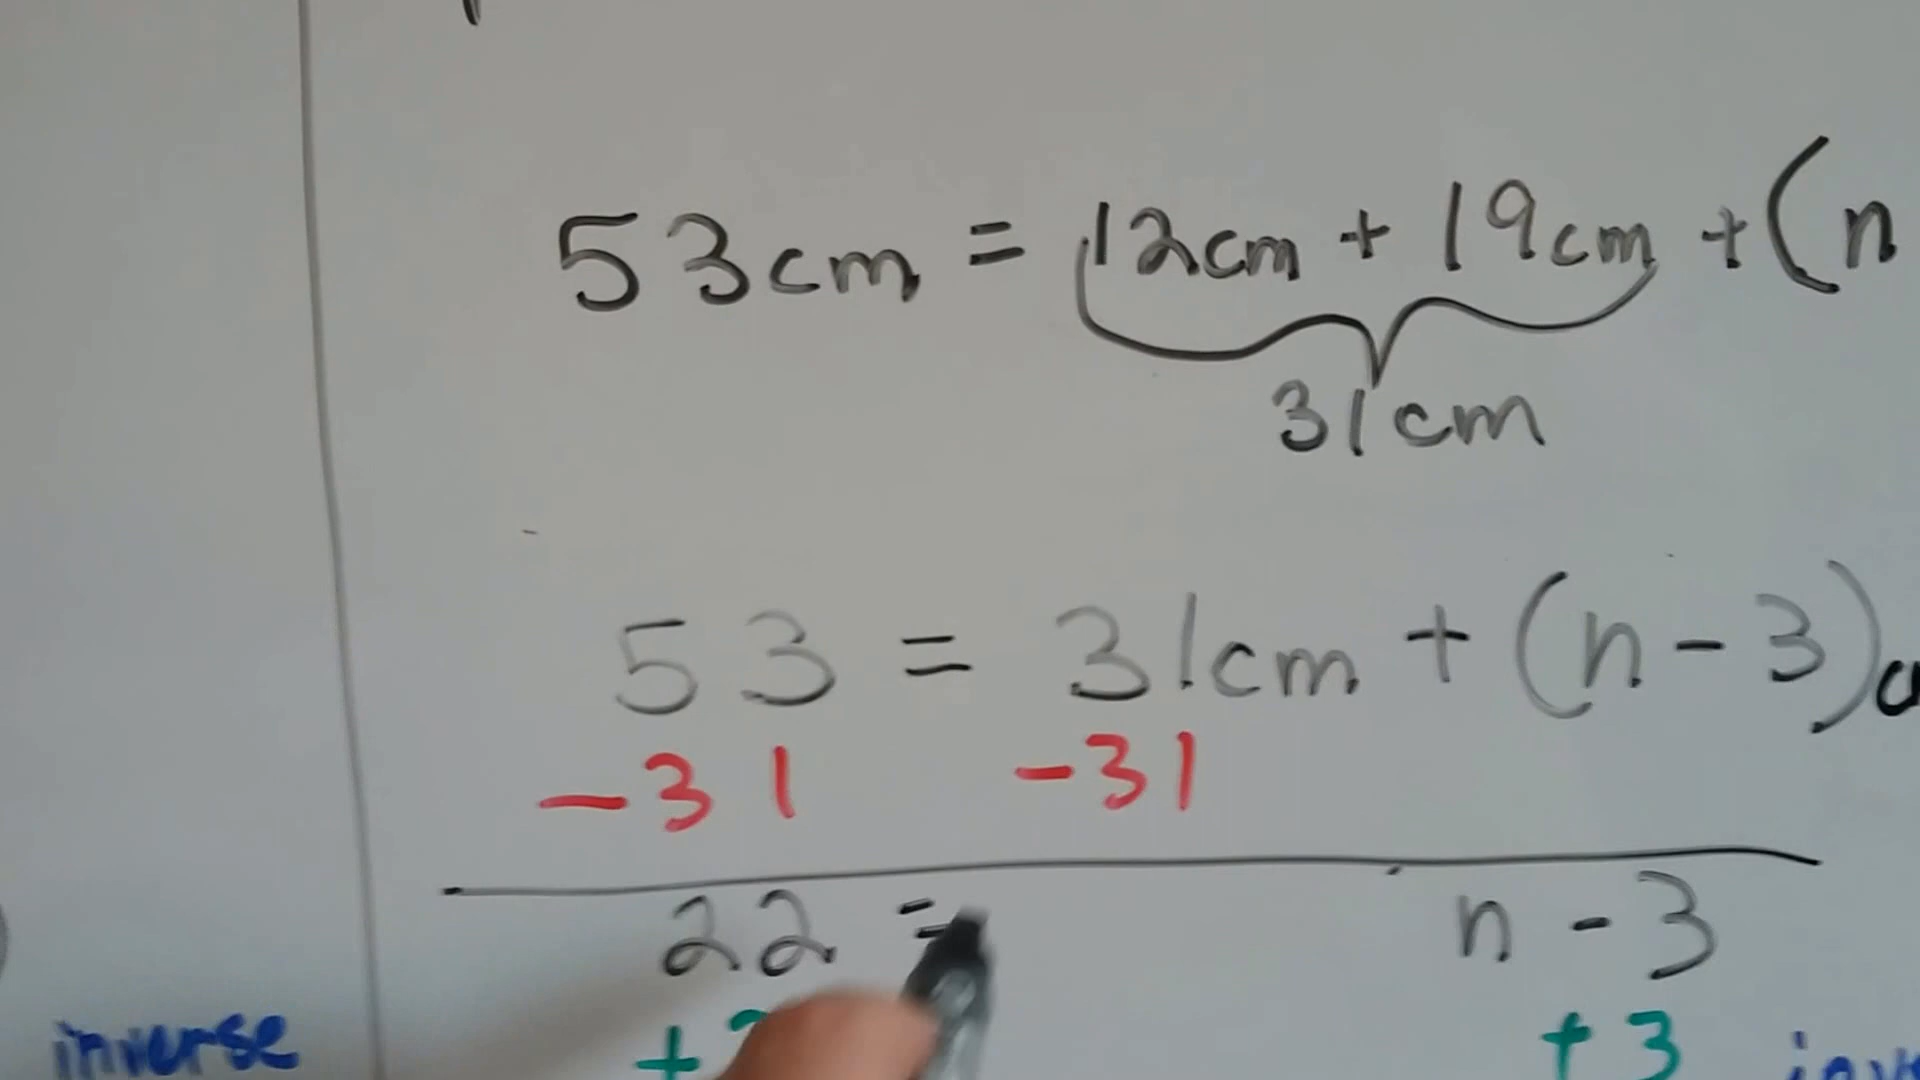 53cm = 12cm + 19cm + (n
31cm
53 = 31cm + (n - 3)
-31 -31
22 = n - 3
inverse + + 3